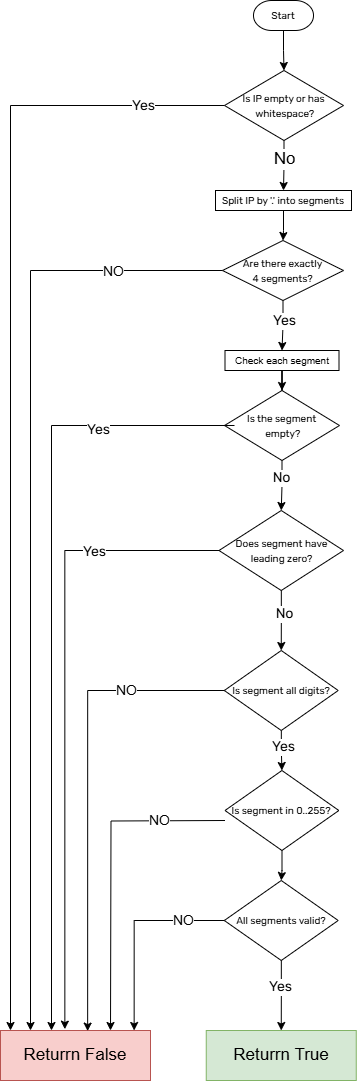 Start
Is IP empty or has
whitespace?
Yes
No
Split IP by '.' into segments
Are there exactly
4 segments?
NO
Yes
Check each segment
Is the segment
empty?
Yes
No
Does segment have
leading zero?
Yes
No
Is segment all digits?
NO
Yes
Is segment in 0..255?
NO
All segments valid?
NO
Yes
Returrn False
Returrn True